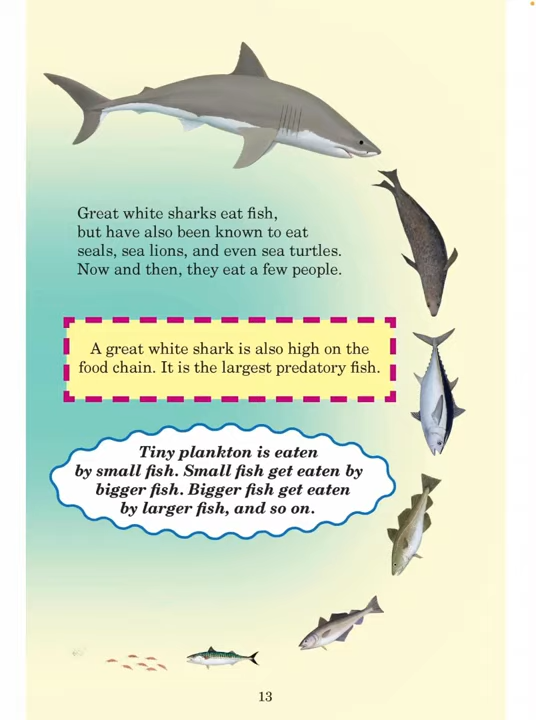 Great white sharks eat fish,
but have also been known to eat
seals, sea lions, and even sea turtles.
Now and then, they eat a few people.
A great white shark is also high on the
food chain. It is the largest predatory fish.
Tiny plankton is eaten
by small fish. Small fish get eaten by
bigger fish. Bigger fish get eaten
by larger fish, and so on.
13